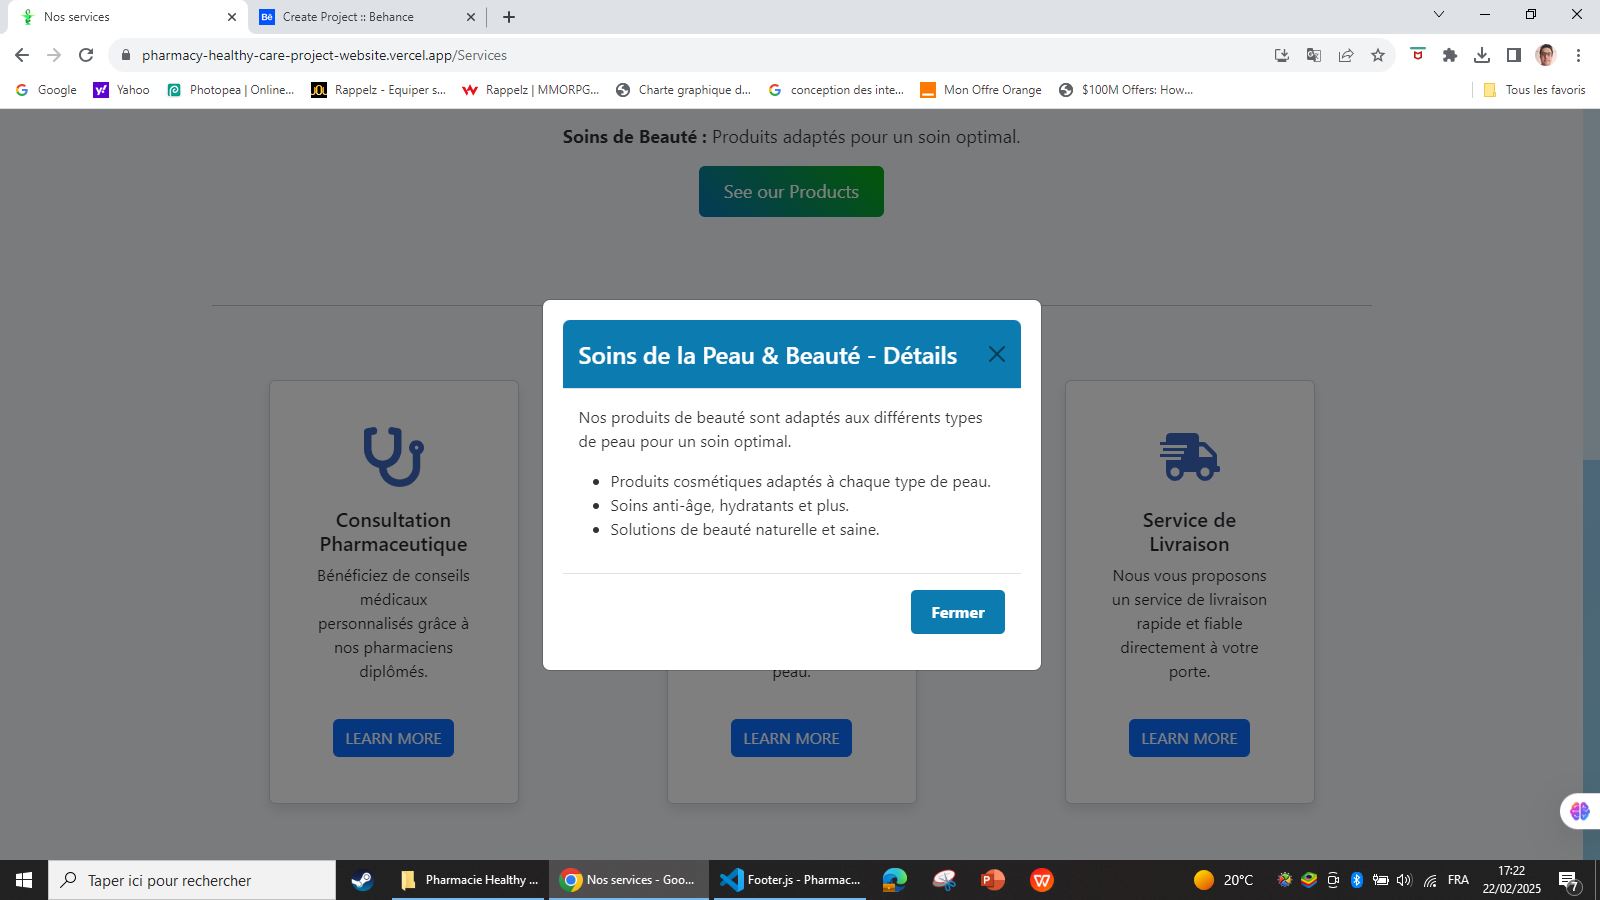 Nos services
Bē Create Project :: Behance
pharmacy-healthy-care-project-website.vercel.app/Services
Google
Yahoo
Photopea | Online...
JOL Rappelz - Equiper s...
Rappelz | MMORPG...
Charte graphique d...
conception des inte...
Mon Offre Orange
$100M Offers: How...
Tous les favoris
Soins de Beauté : Produits adaptés pour un soin optimal.
See our Products
Soins de la Peau & Beauté - Détails
Nos produits de beauté sont adaptés aux différents types
de peau pour un soin optimal.
Produits cosmétiques adaptés à chaque type de peau.
Soins anti-âge, hydratants et plus.
Solutions de beauté naturelle et saine.
Fermer
Consultation
Pharmaceutique
Bénéficiez de conseils
médicaux
personnalisés grâce à
nos pharmaciens
diplômés.
LEARN MORE
peau.
LEARN MORE
Service de
Livraison
Nous vous proposons
un service de livraison
rapide et fiable
directement à votre
porte.
LEARN MORE
Taper ici pour rechercher
Pharmacie Healthy ...
Nos services - Goo...
Footer.js - Pharmac...
20°C
FRA
17:22
22/02/2025
7